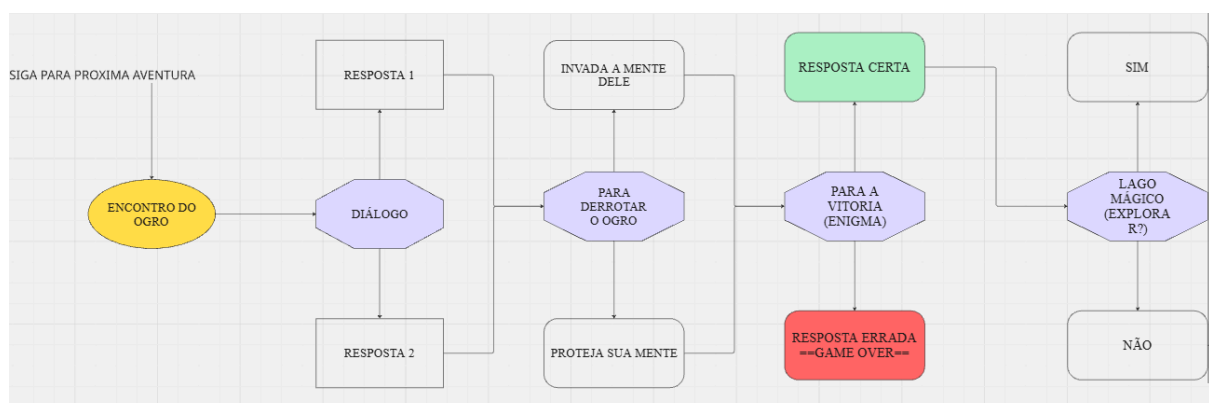 SIGA PARA PROXIMA AVENTURA
ENCONTRO DO
OGRO
RESPOSTA 1
DIÁLOGO
RESPOSTA 2
INVADA A MENTE
DELE
PARA
DERROTAR
O OGRO
PROTEJA SUA MENTE
RESPOSTA CERTA
PARA A
VITORIA
(ENIGMA)
RESPOSTA ERRADA
==GAME OVER==
SIM
LAGO
MÁGICO
(EXPLORA
R?)
NÃO